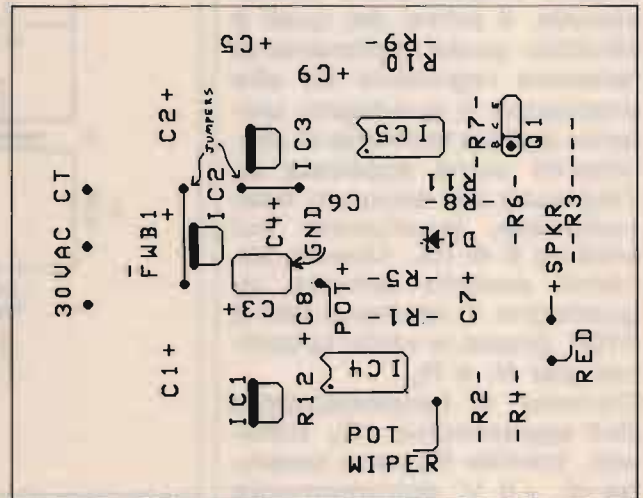 C5+
-R9-
R10
C9+
C2+
JUMPERS
IC3
IC5
-R7-
B C E
Q1
30VAC CT
FWB1
-
+
IC2
C4+
GND
C6
R11
-R8-
D1
-R6-
--R3----
+SPKR
C3+
+C8
POT+
-R5-
-R1-
C7+
C1+
IC1
R12
IC4
-R2-
-R4-
RED
POT
WIPER